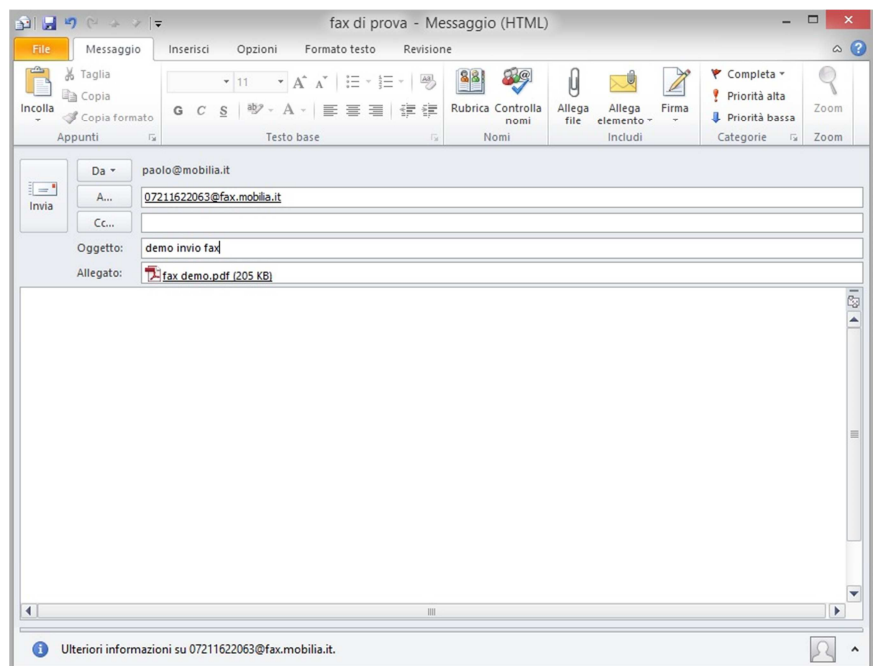 fax di prova - Messaggio (HTML)
File Messaggio Inserisci Opzioni Formato testo Revisione
Incolla
Taglia
Copia
Copia formato
Appunti
11
A A
G C S ab A
Testo base
Rubrica Controlla nomi
Nomi
Allega file Allega elemento Firma
Includi
Completa
Priorità alta
Priorità bassa
Categorie
Zoom
Zoom
Invia
Da paolo@mobilia.it
A... 07211622063@fax.mobilia.it
Cc...
Oggetto: demo invio fax
Allegato: fax demo.pdf (205 KB)
Ulteriori informazioni su 07211622063@fax.mobilia.it.